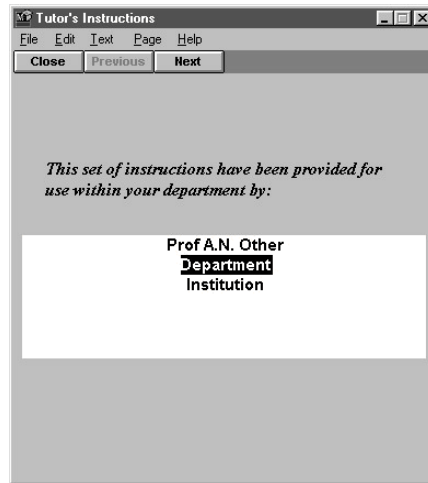 Tutor's Instructions
File Edit Text Page Help
Close Previous Next
This set of instructions have been provided for
use within your department by:
Prof A.N. Other
Department
Institution